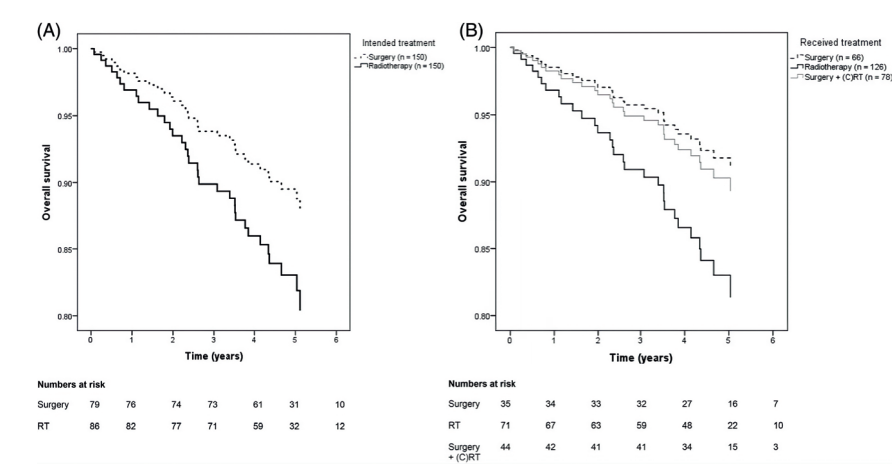 (A)
Intended treatment
Surgery (n = 150)
Radiotherapy (n = 150)
1.00
0.95
0.90
0.85
0.80
Overall survival
0 1 2 3 4 5 6
Time (years)
Numbers at risk
Surgery 79 76 74 73 61 31 10
RT 86 82 77 71 59 32 12
(B)
Received treatment
Surgery (n = 66)
Radiotherapy (n = 126)
Surgery + (C)RT (n = 78)
1.00
0.95
0.90
0.85
0.80
Overall survival
0 1 2 3 4 5 6
Time (years)
Numbers at risk
Surgery 35 34 33 32 27 16 7
RT 71 67 63 59 48 22 10
Surgery 44 42 41 41 34 15 3
+ (C)RT